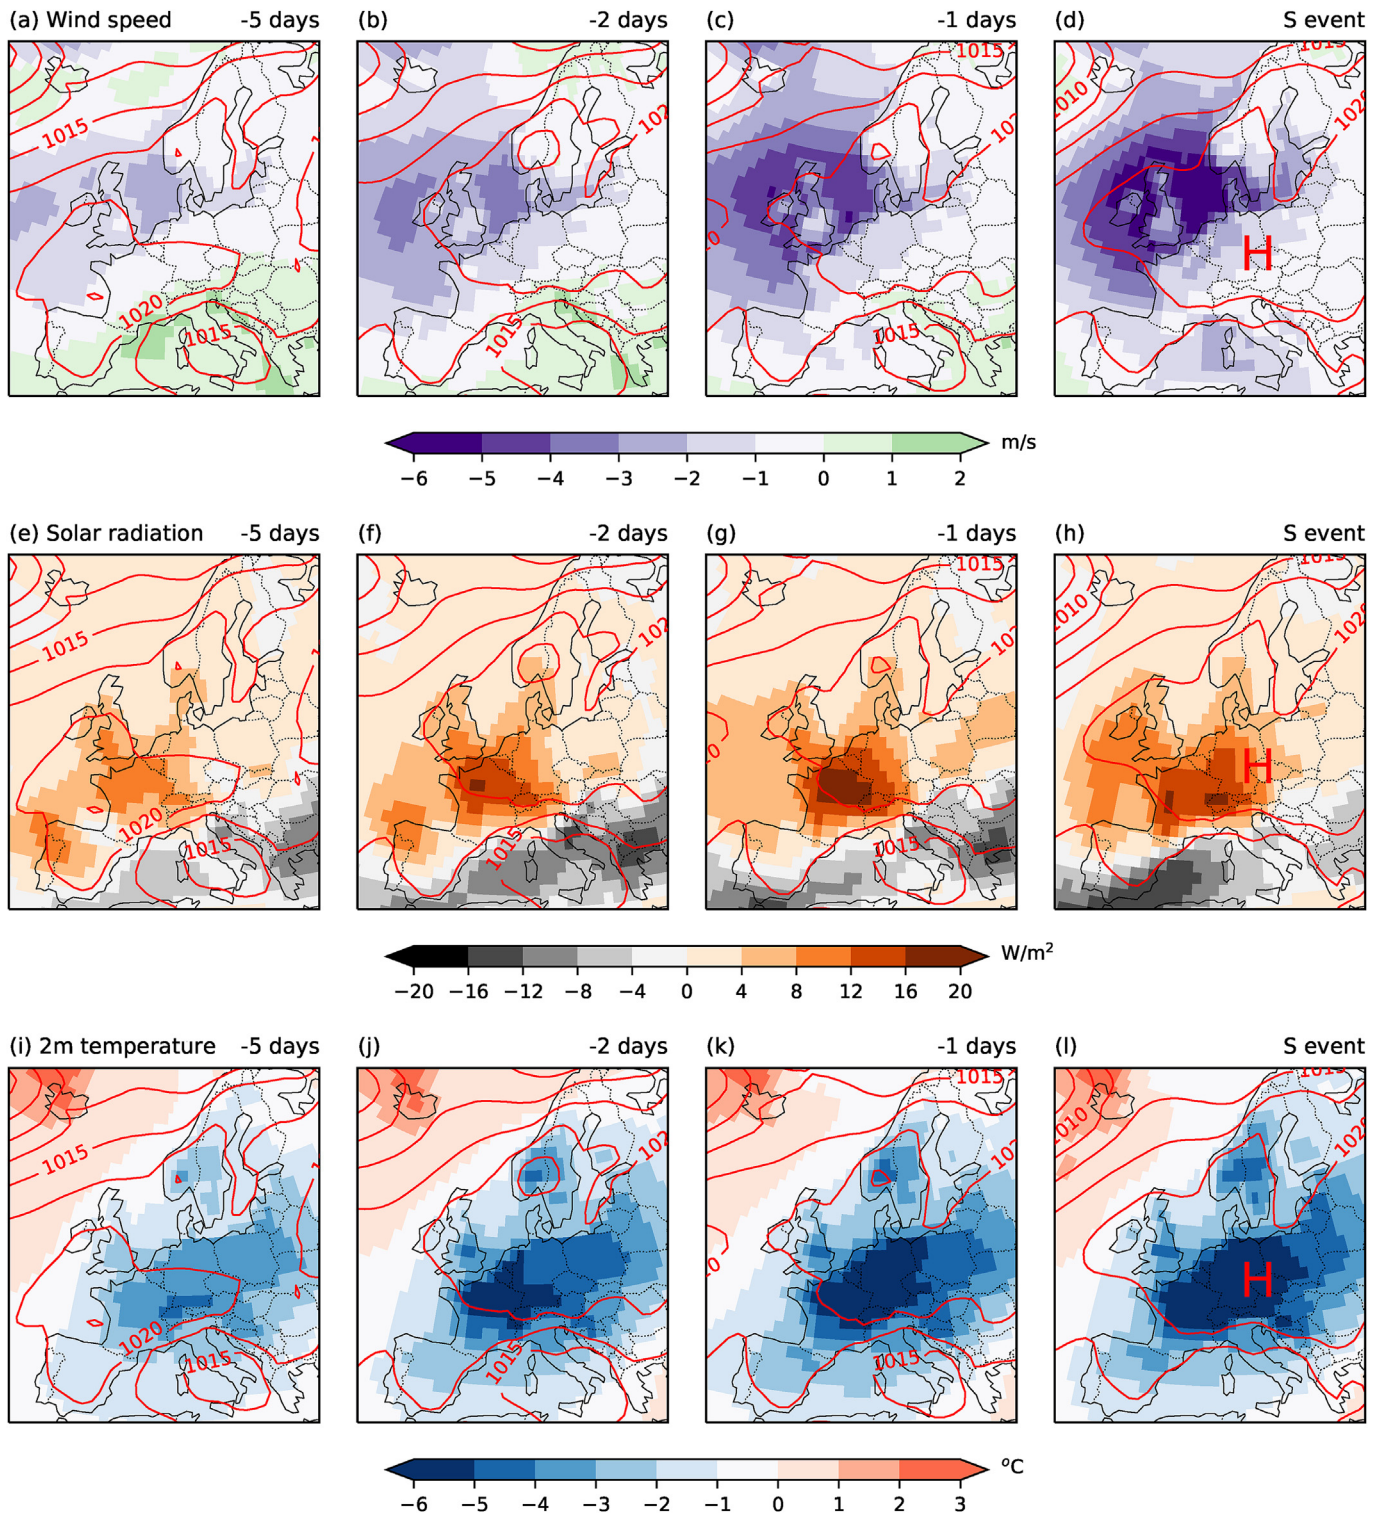 (a) Wind speed -5 days
(b) -2 days
(c) -1 days
(d) S event
1015
1020
1015
1015
1015
1015
1010
1020
H
−6 −5 −4 −3 −2 −1 0 1 2 m/s
(e) Solar radiation -5 days
(f) -2 days
(g) -1 days
(h) S event
1015
1020
1015
1015
1015
1015
1010
1020
H
−20 −16 −12 −8 −4 0 4 8 12 16 20 W/m²
(i) 2m temperature -5 days
(j) -2 days
(k) -1 days
(l) S event
1015
1020
1015
1015
1015
1015
1010
1020
H
−6 −5 −4 −3 −2 −1 0 1 2 3 °C